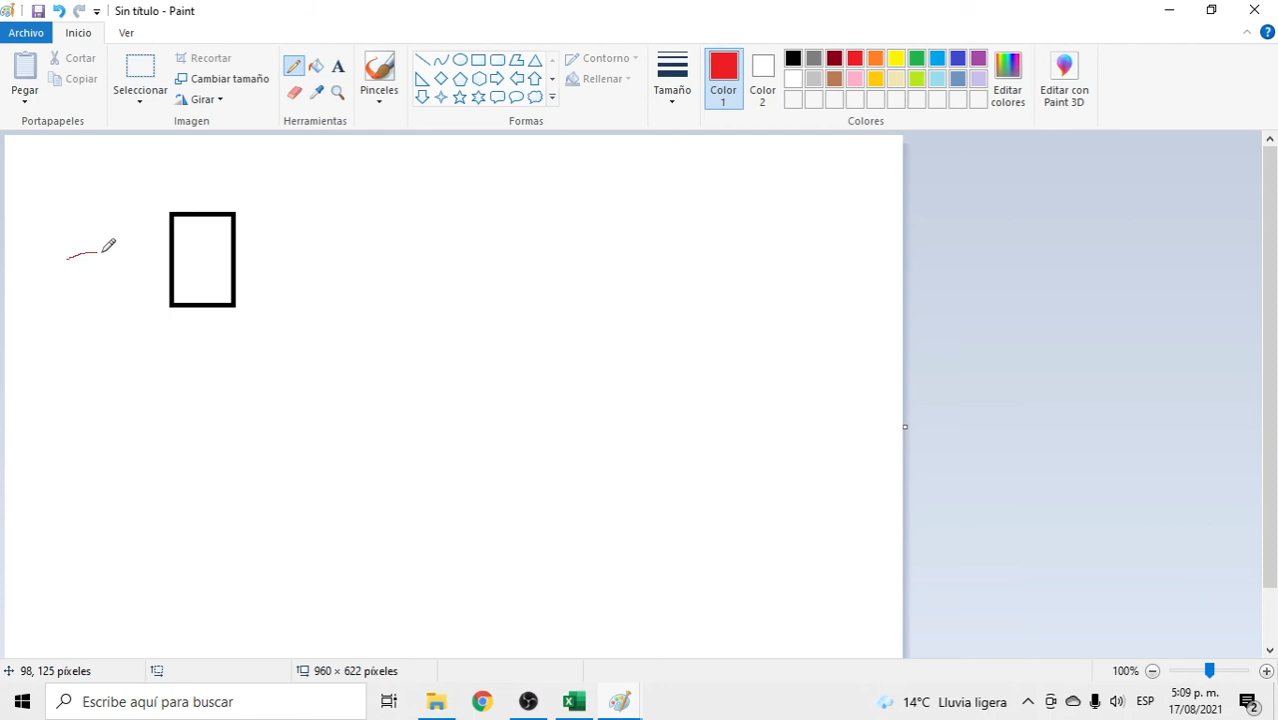 Sin título - Paint
Archivo Inicio Ver
Pegar
Cortar
Copiar
Portapapeles
Seleccionar
Recortar
Cambiar tamaño
Girar
Imagen
A
Herramientas
Pinceles
Contorno
Rellenar
Formas
Tamaño
Color 1
Color 2
Editar colores
Colores
Editar con Paint 3D
98, 125 píxeles
960 × 622 píxeles
100%
Escribe aquí para buscar
14°C Lluvia ligera
ESP
5:09 p. m.
17/08/2021
2